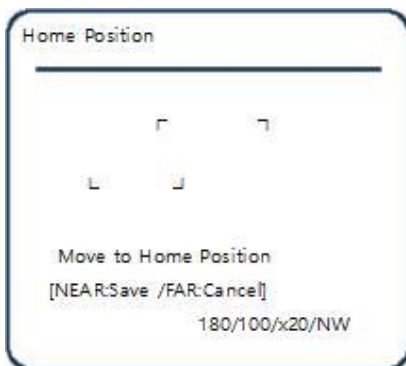 Home Position
Move to Home Position
[NEAR:Save /FAR:Cancel]
180/100/x20/NW